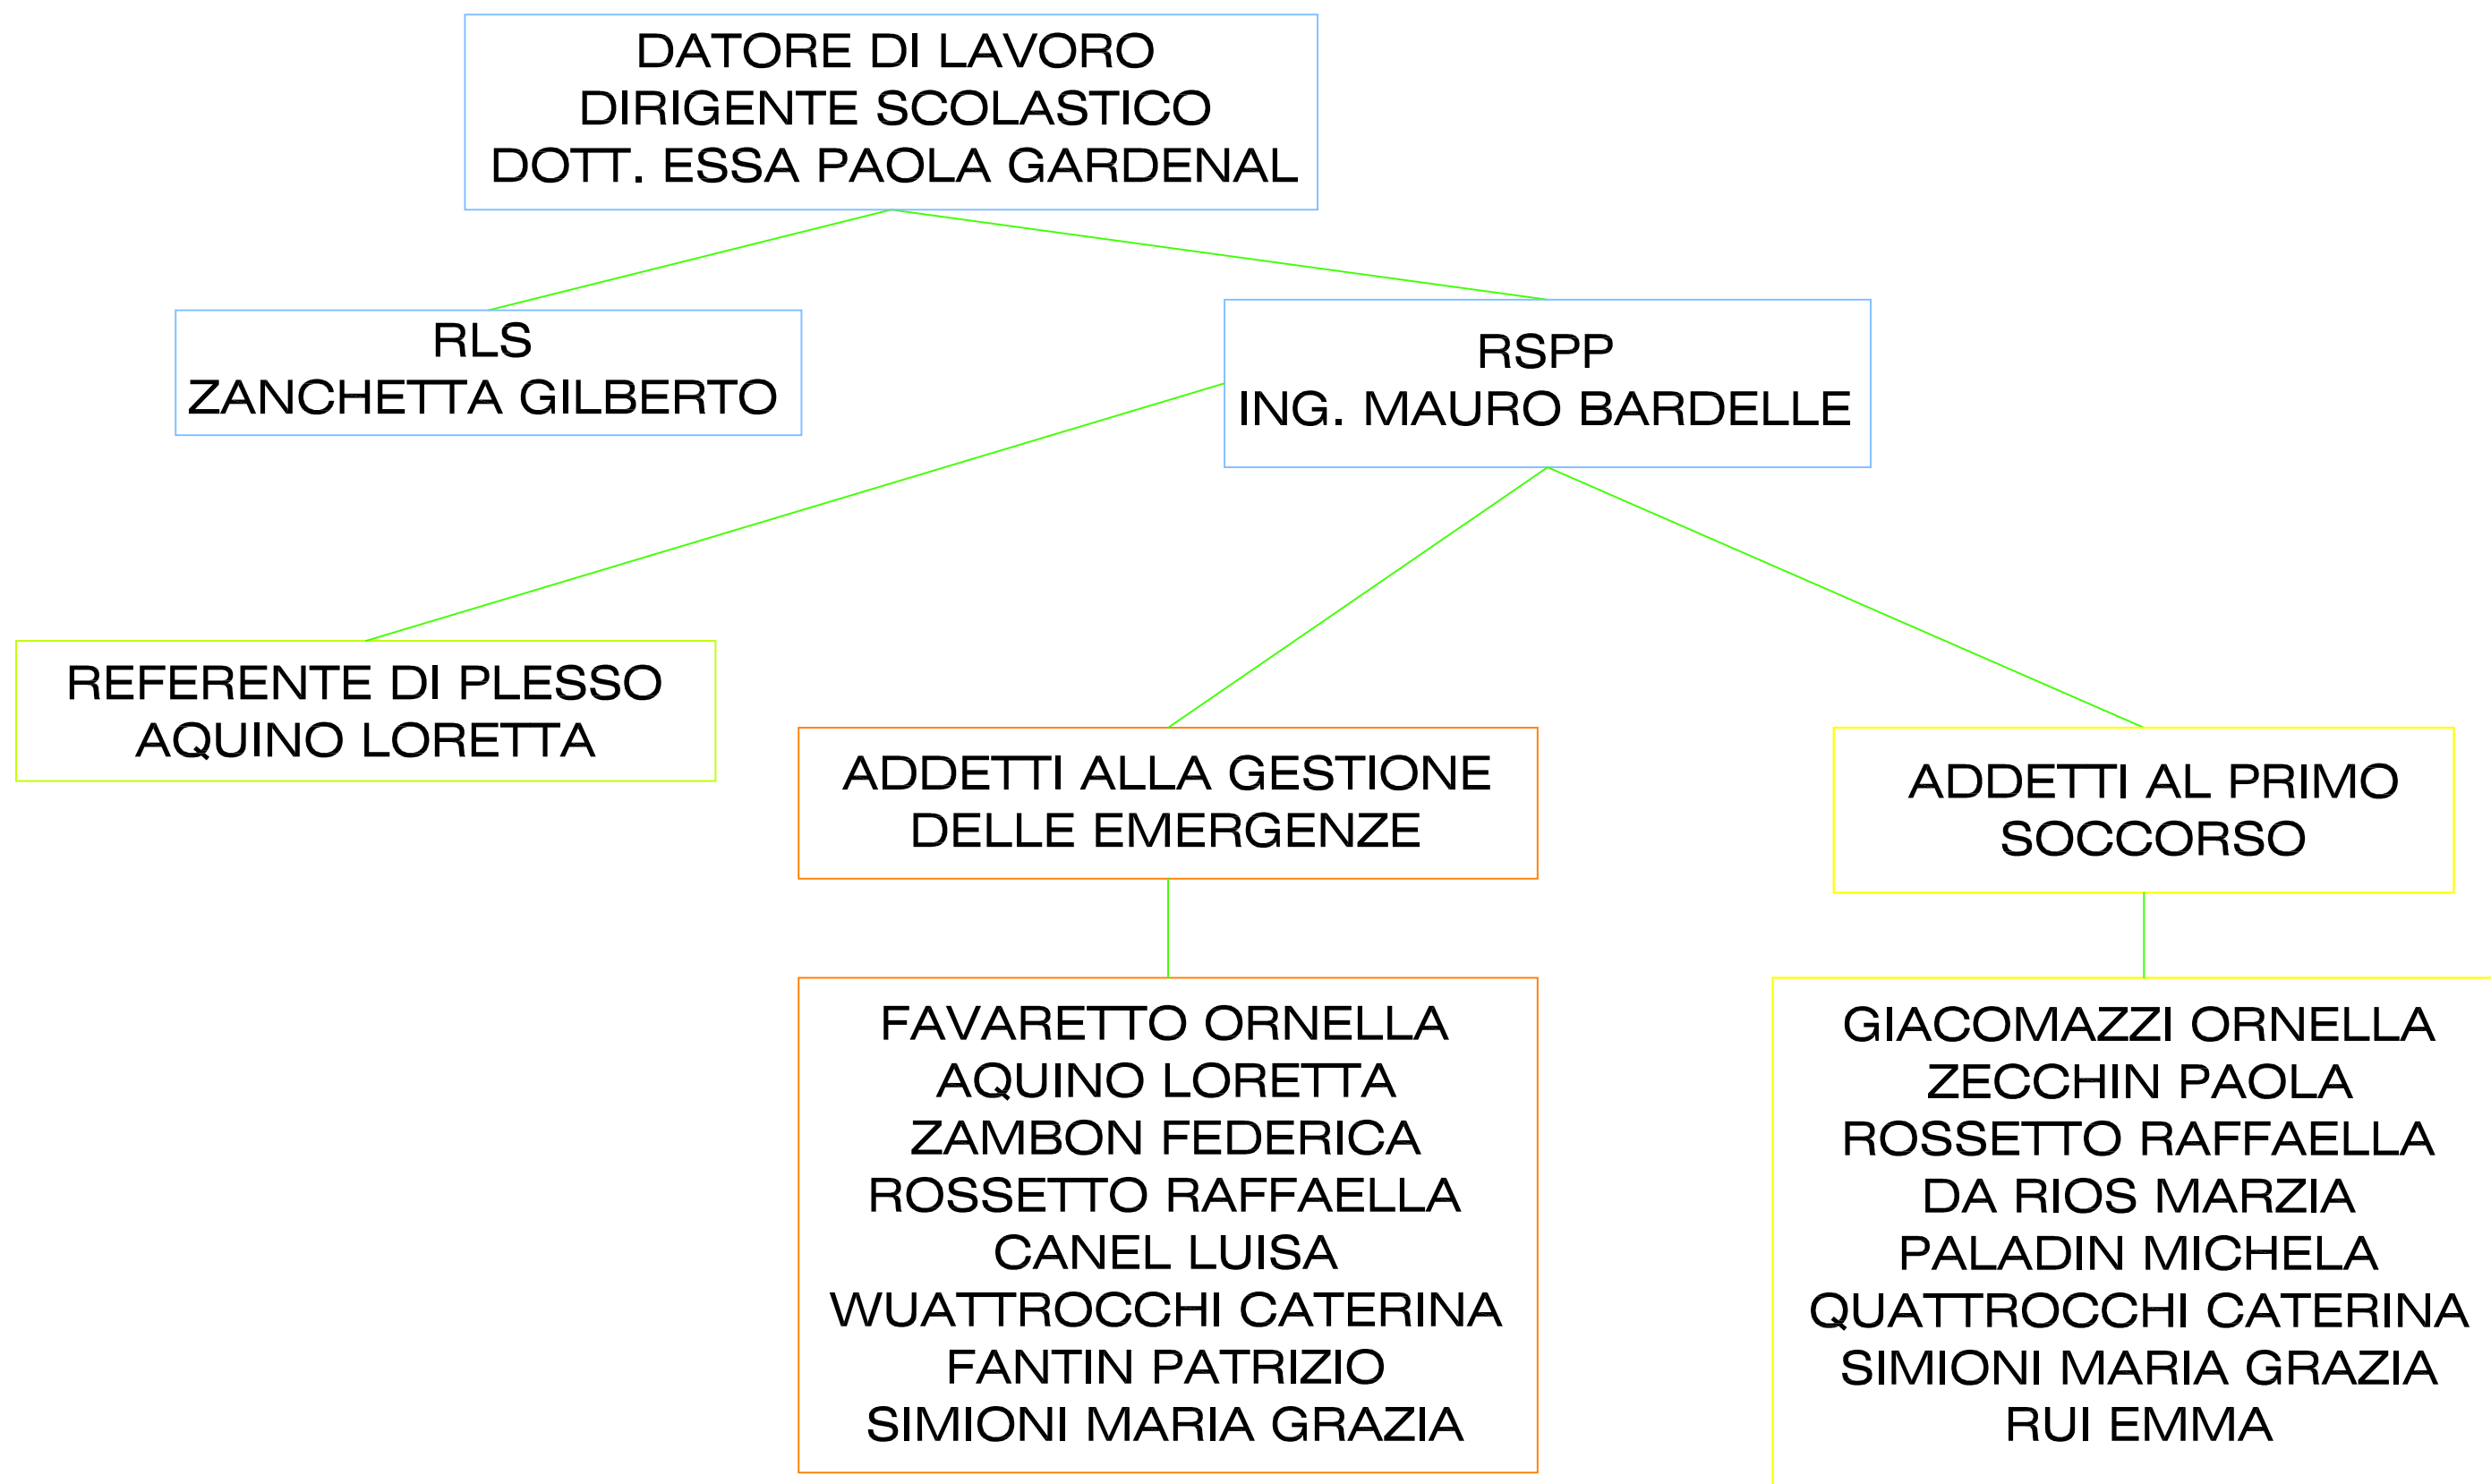 DATORE DI LAVORO
DIRIGENTE SCOLASTICO
DOTT. ESSA PAOLA GARDENAL
RLS
ZANCHETTA GILBERTO
RSPP
ING. MAURO BARDELLE
REFERENTE DI PLESSO
AQUINO LORETTA
ADDETTI ALLA GESTIONE
DELLE EMERGENZE
ADDETTI AL PRIMO
SOCCORSO
FAVARETTO ORNELLA
AQUINO LORETTA
ZAMBON FEDERICA
ROSSETTO RAFFAELLA
CANEL LUISA
WUATTROCCHI CATERINA
FANTIN PATRIZIO
SIMIONI MARIA GRAZIA
GIACOMAZZI ORNELLA
ZECCHIN PAOLA
ROSSETTO RAFFAELLA
DA RIOS MARZIA
PALADIN MICHELA
QUATTROCCHI CATERINA
SIMIONI MARIA GRAZIA
RUI EMMA